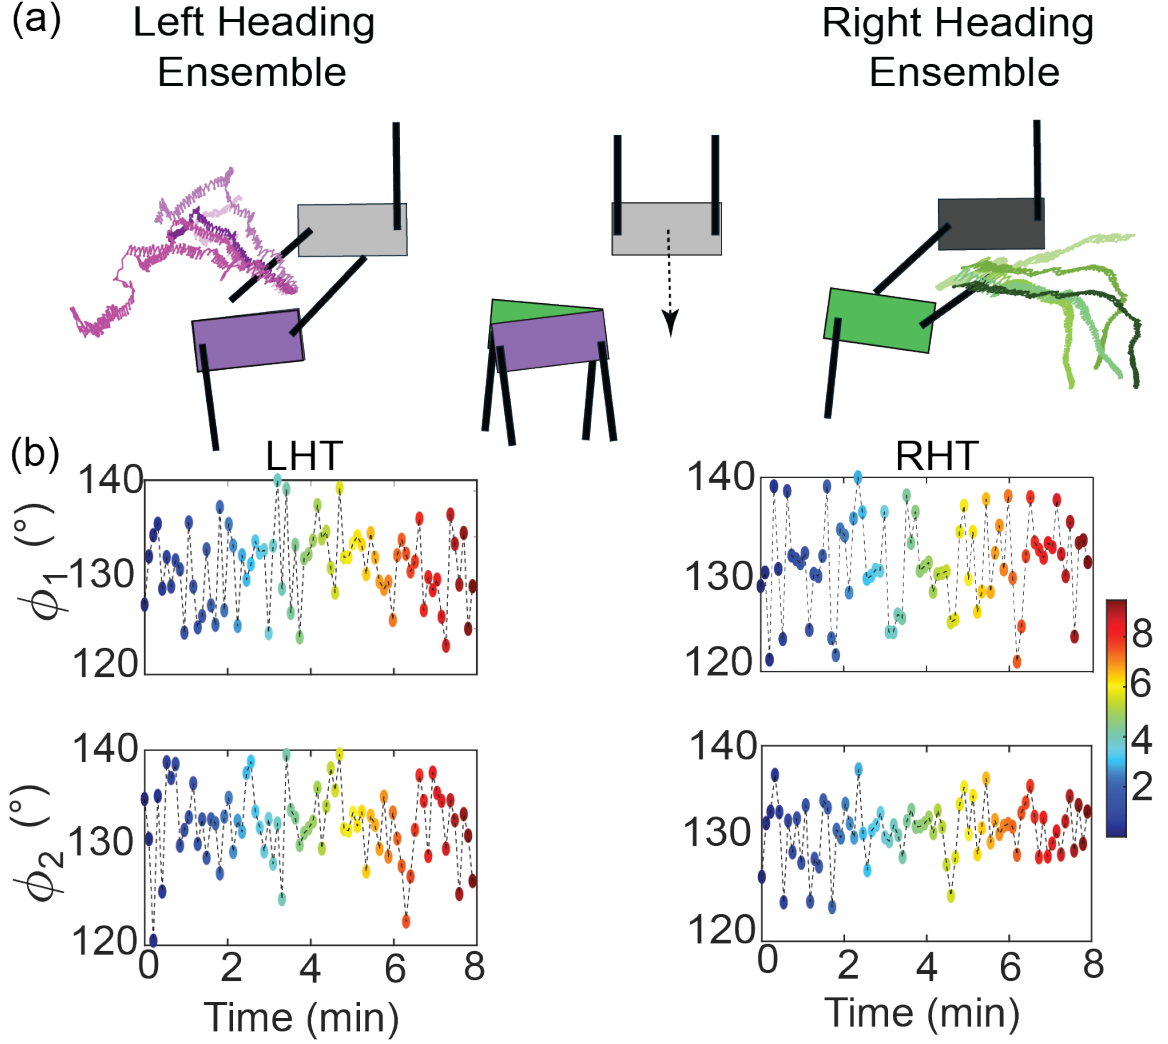 (a)
Left Heading
Ensemble
Right Heading
Ensemble
(b)
LHT
RHT
140
130
120
ϕ1 (°)
140
130
120
8
6
4
2
140
130
120
ϕ2 (°)
0 2 4 6 8
Time (min)
140
130
120
0 2 4 6 8
Time (min)